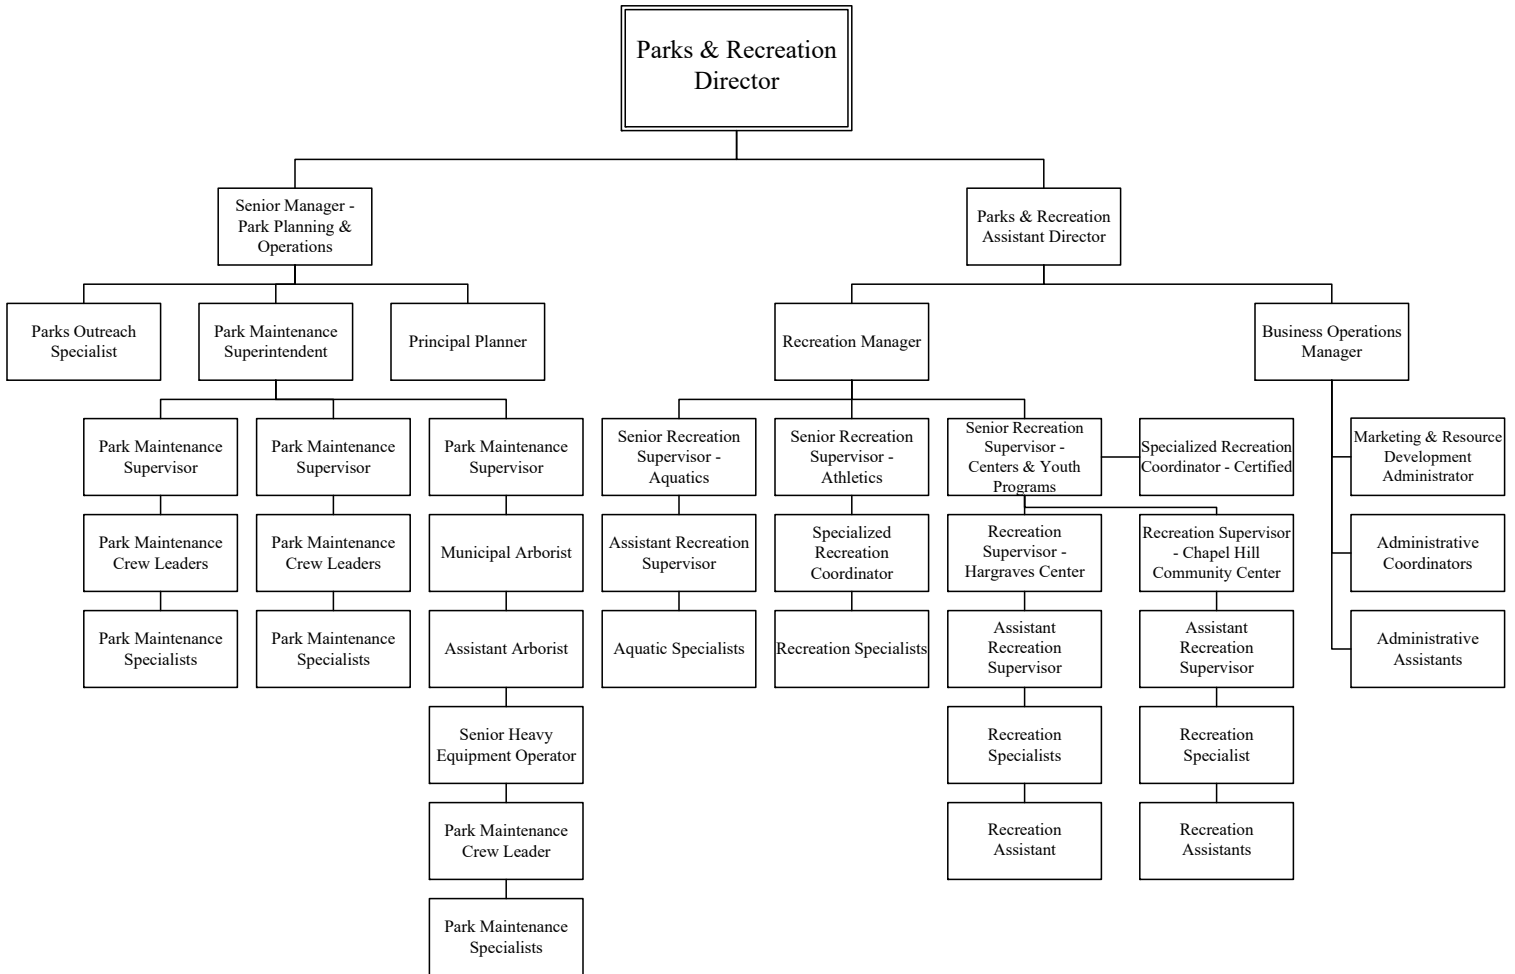 Parks & Recreation
Director
Senior Manager -
Park Planning &
Operations
Parks & Recreation
Assistant Director
Parks Outreach
Specialist
Park Maintenance
Superintendent
Principal Planner
Recreation Manager
Business Operations
Manager
Park Maintenance
Supervisor
Park Maintenance
Supervisor
Park Maintenance
Supervisor
Senior Recreation
Supervisor -
Aquatics
Senior Recreation
Supervisor -
Athletics
Senior Recreation
Supervisor -
Centers & Youth
Programs
Specialized Recreation
Coordinator - Certified
Marketing & Resource
Development
Administrator
Park Maintenance
Crew Leaders
Park Maintenance
Crew Leaders
Municipal Arborist
Assistant Recreation
Supervisor
Specialized
Recreation
Coordinator
Recreation
Supervisor -
Hargraves Center
Recreation Supervisor
- Chapel Hill
Community Center
Administrative
Coordinators
Park Maintenance
Specialists
Park Maintenance
Specialists
Assistant Arborist
Aquatic Specialists
Recreation Specialists
Assistant
Recreation
Supervisor
Assistant
Recreation
Supervisor
Administrative
Assistants
Senior Heavy
Equipment Operator
Recreation
Specialists
Recreation
Specialist
Park Maintenance
Crew Leader
Recreation
Assistant
Recreation
Assistants
Park Maintenance
Specialists